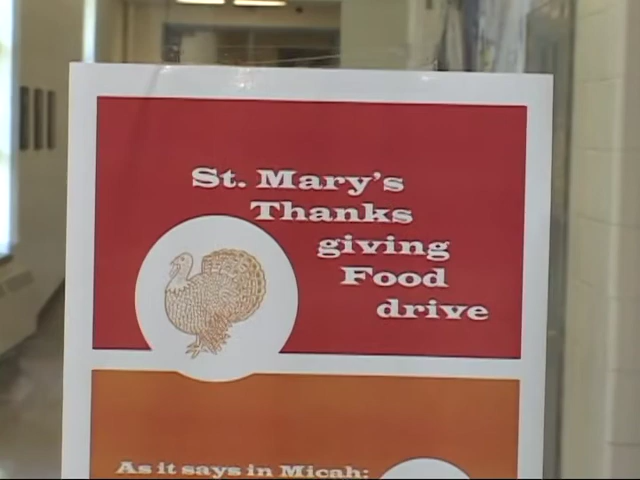 St. Mary's
Thanks
giving
Food
drive
As it says in Micah: